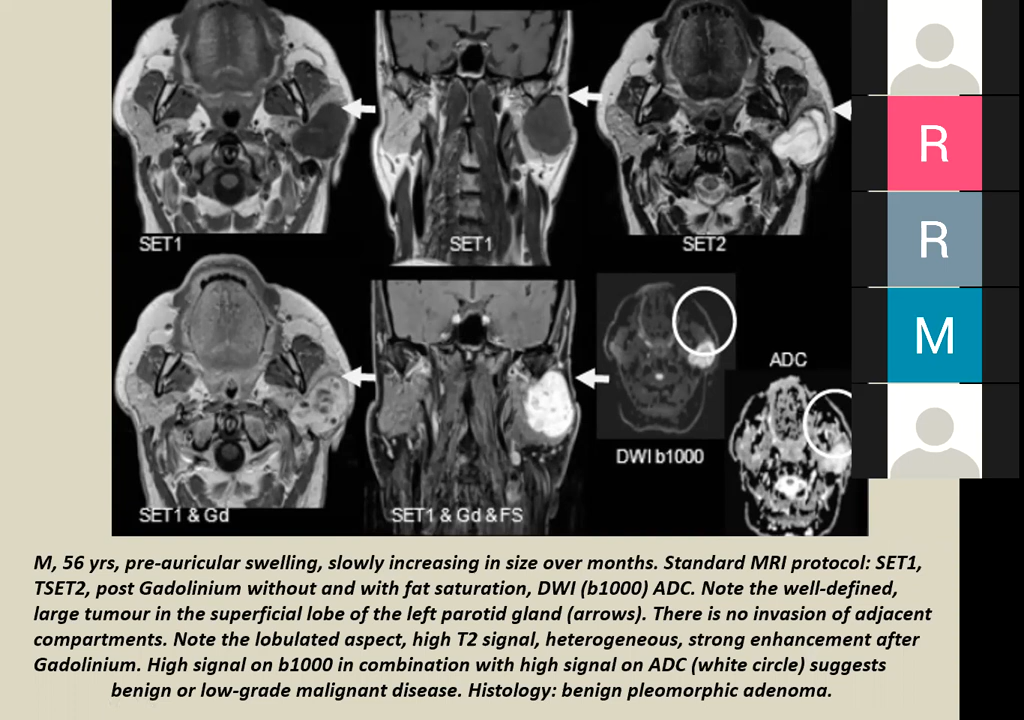 R
R
M
SET1
SET1
SET2
ADC
DWI b1000
SET1 & Gd
SET1 & Gd & FS
M, 56 yrs, pre-auricular swelling, slowly increasing in size over months. Standard MRI protocol: SET1,
TSET2, post Gadolinium without and with fat saturation, DWI (b1000) ADC. Note the well-defined,
large tumour in the superficial lobe of the left parotid gland (arrows). There is no invasion of adjacent
compartments. Note the lobulated aspect, high T2 signal, heterogeneous, strong enhancement after
Gadolinium. High signal on b1000 in combination with high signal on ADC (white circle) suggests
benign or low-grade malignant disease. Histology: benign pleomorphic adenoma.